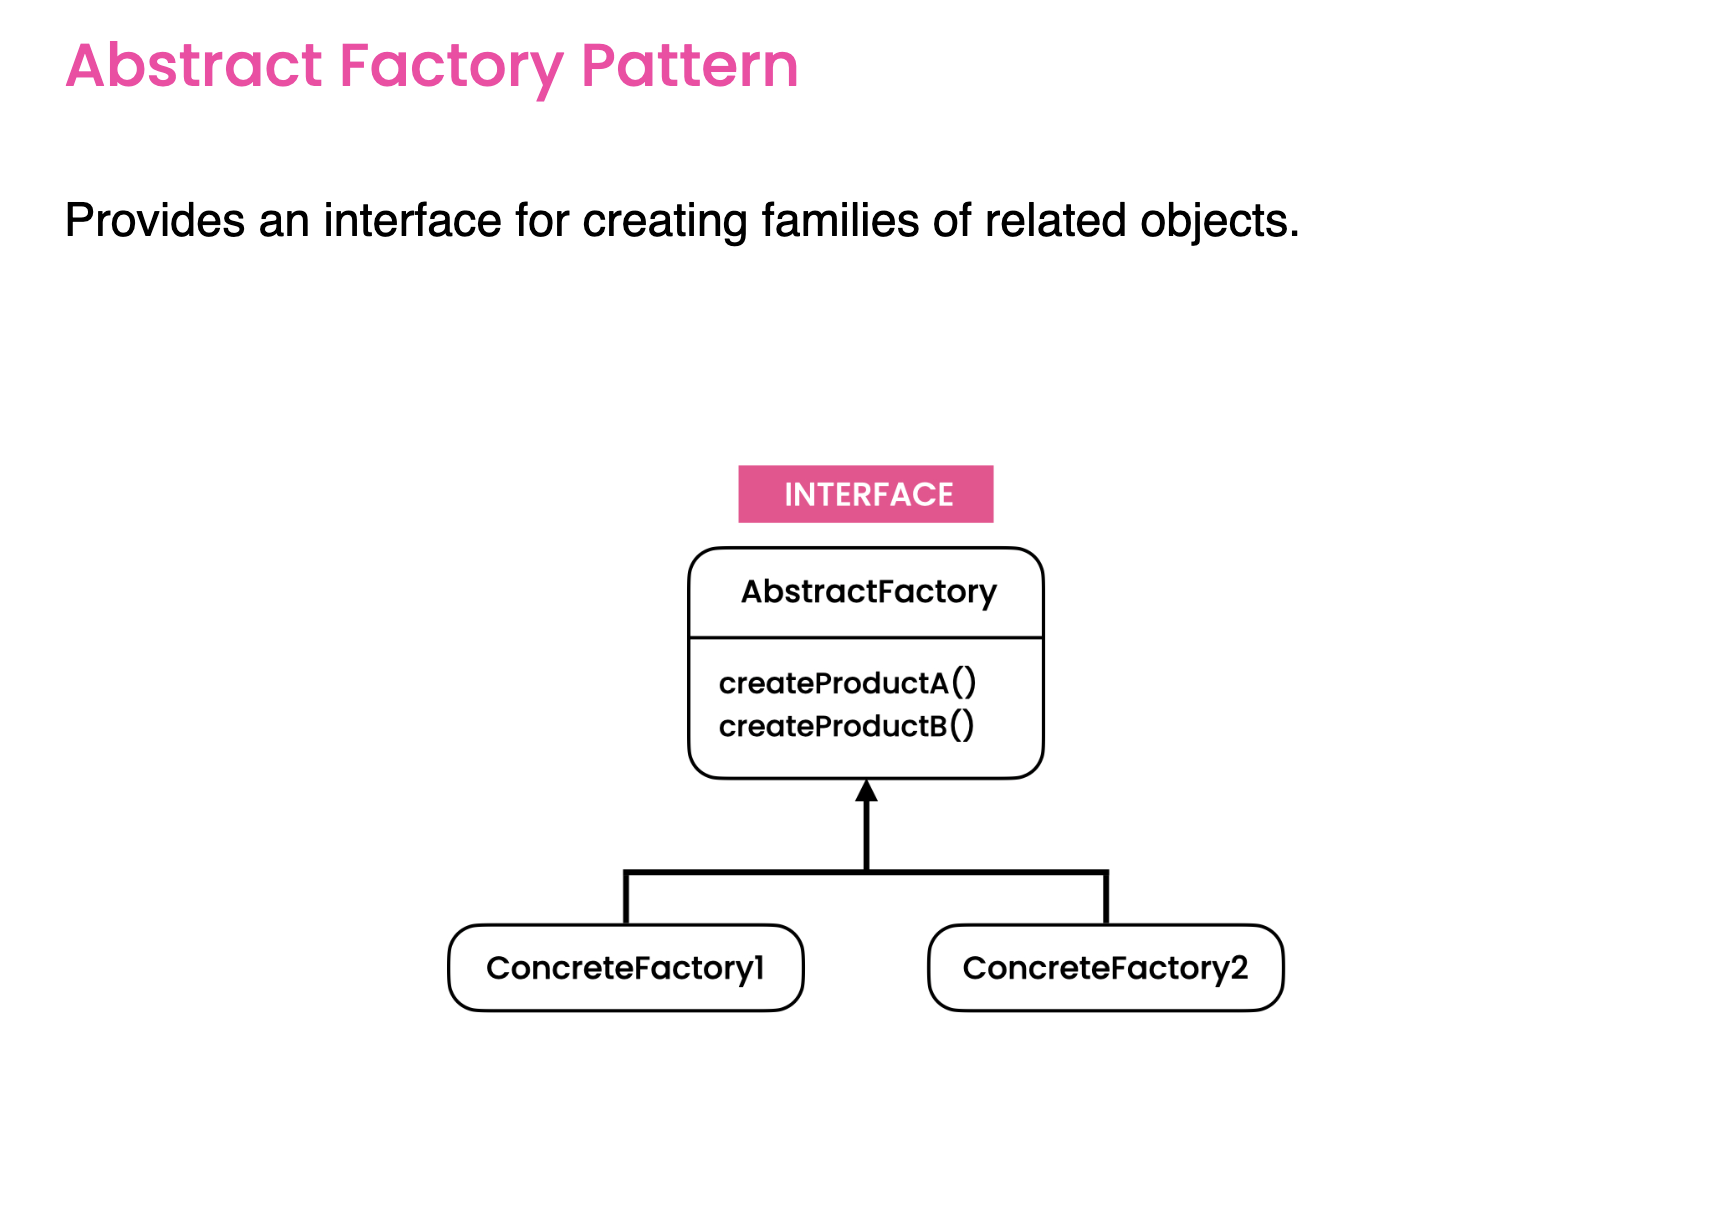 Abstract Factory Pattern
Provides an interface for creating families of related objects.
INTERFACE
AbstractFactory
createProductA()
createProductB()
ConcreteFactory1
ConcreteFactory2